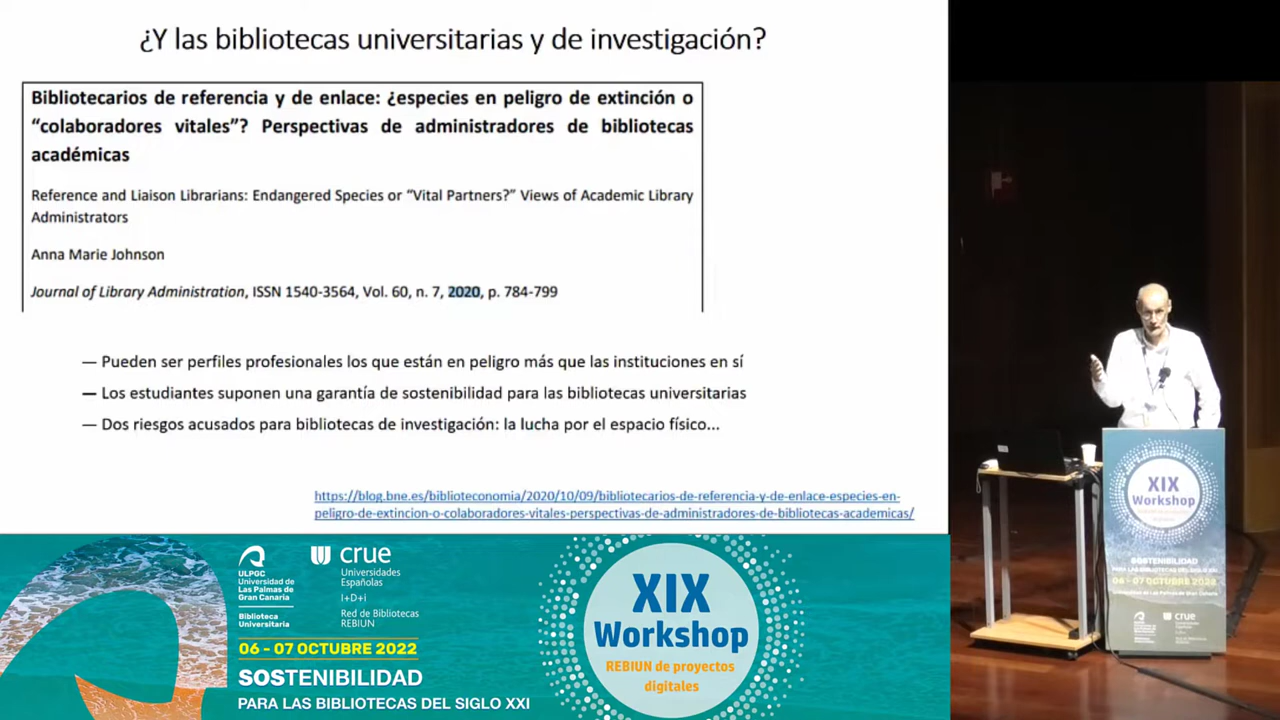 ¿Y las bibliotecas universitarias y de investigación?
Bibliotecarios de referencia y de enlace: ¿especies en peligro de extinción o
“colaboradores vitales”? Perspectivas de administradores de bibliotecas
académicas
Reference and Liaison Librarians: Endangered Species or “Vital Partners?” Views of Academic Library
Administrators
Anna Marie Johnson
Journal of Library Administration, ISSN 1540-3564, Vol. 60, n. 7, 2020, p. 784-799
— Pueden ser perfiles profesionales los que están en peligro más que las instituciones en sí
— Los estudiantes suponen una garantía de sostenibilidad para las bibliotecas universitarias
— Dos riesgos acusados para bibliotecas de investigación: la lucha por el espacio físico...
https://blog.bne.es/biblioteconomia/2020/10/09/bibliotecarios-de-referencia-y-de-enlace-especies-en-
peligro-de-extincion-o-colaboradores-vitales-perspectivas-de-administradores-de-bibliotecas-academicas/
ULPGC
Universidad de
Las Palmas de
Gran Canaria
Biblioteca
Universitaria
crue
Universidades
Españolas
I+D+i
Red de Bibliotecas
REBIUN
06 - 07 OCTUBRE 2022
SOSTENIBILIDAD
PARA LAS BIBLIOTECAS DEL SIGLO XXI
XIX
Workshop
REBIUN de proyectos
digitales
XIX
Workshop
SOSTENIBILIDAD
PARA LAS BIBLIOTECAS DEL SIGLO XXI
06 - 07 OCTUBRE 2022
crue